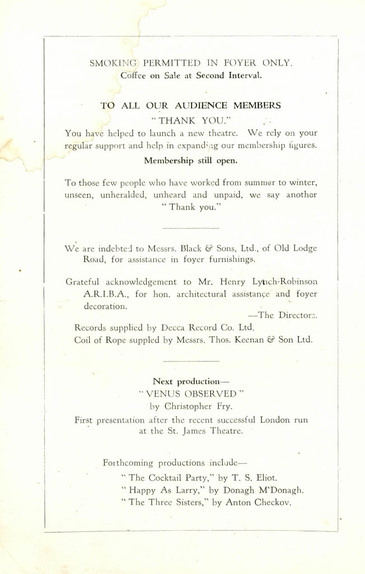 SMOKING PERMITTED IN FOYER ONLY.
Coffee on Sale at Second Interval.
TO ALL OUR AUDIENCE MEMBERS
" THANK YOU."
You have helped to launch a new theatre. We rely on your
regular support and help in expanding our membership figures.
Membership still open.
To those few people who have worked from summer to winter,
unseen, unheralded, unheard and unpaid, we say another
" Thank you."
We are indebted to Messrs. Black & Sons, Ltd., of Old Lodge
Road, for assistance in foyer furnishings.
Grateful acknowledgement to Mr. Henry Lynch-Robinson
A.R.I.B.A., for hon. architectural assistance and foyer
decoration.
—The Directors.
Records supplied by Decca Record Co. Ltd.
Coil of Rope suppled by Messrs. Thos. Keenan & Son Ltd.
Next production—
" VENUS OBSERVED "
by Christopher Fry.
First presentation after the recent successful London run
at the St. James Theatre.
Forthcoming productions include—
" The Cocktail Party," by T. S. Eliot.
" Happy As Larry," by Donagh M'Donagh.
" The Three Sisters," by Anton Checkov.